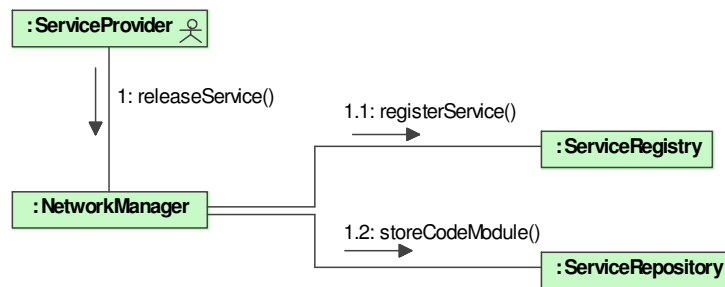 :ServiceProvider
1: releaseService()
1.1: registerService()
:ServiceRegistry
:NetworkManager
1.2: storeCodeModule()
:ServiceRepository